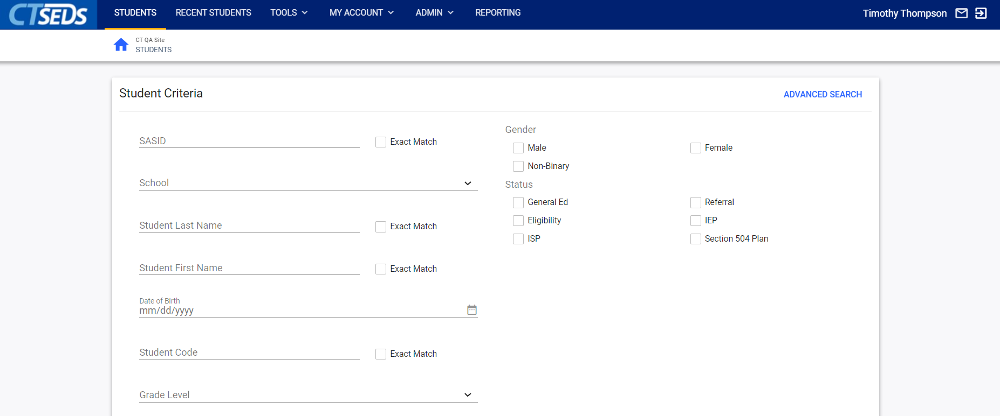 CTSEDS
STUDENTS RECENT STUDENTS TOOLS MY ACCOUNT ADMIN REPORTING
Timothy Thompson
CT QA Site
STUDENTS
Student Criteria
ADVANCED SEARCH
SASID
Exact Match
School
Student Last Name
Exact Match
Student First Name
Exact Match
Date of Birth
mm/dd/yyyy
Student Code
Exact Match
Grade Level
Gender
Male Female
Non-Binary
Status
General Ed Referral
Eligibility IEP
ISP Section 504 Plan